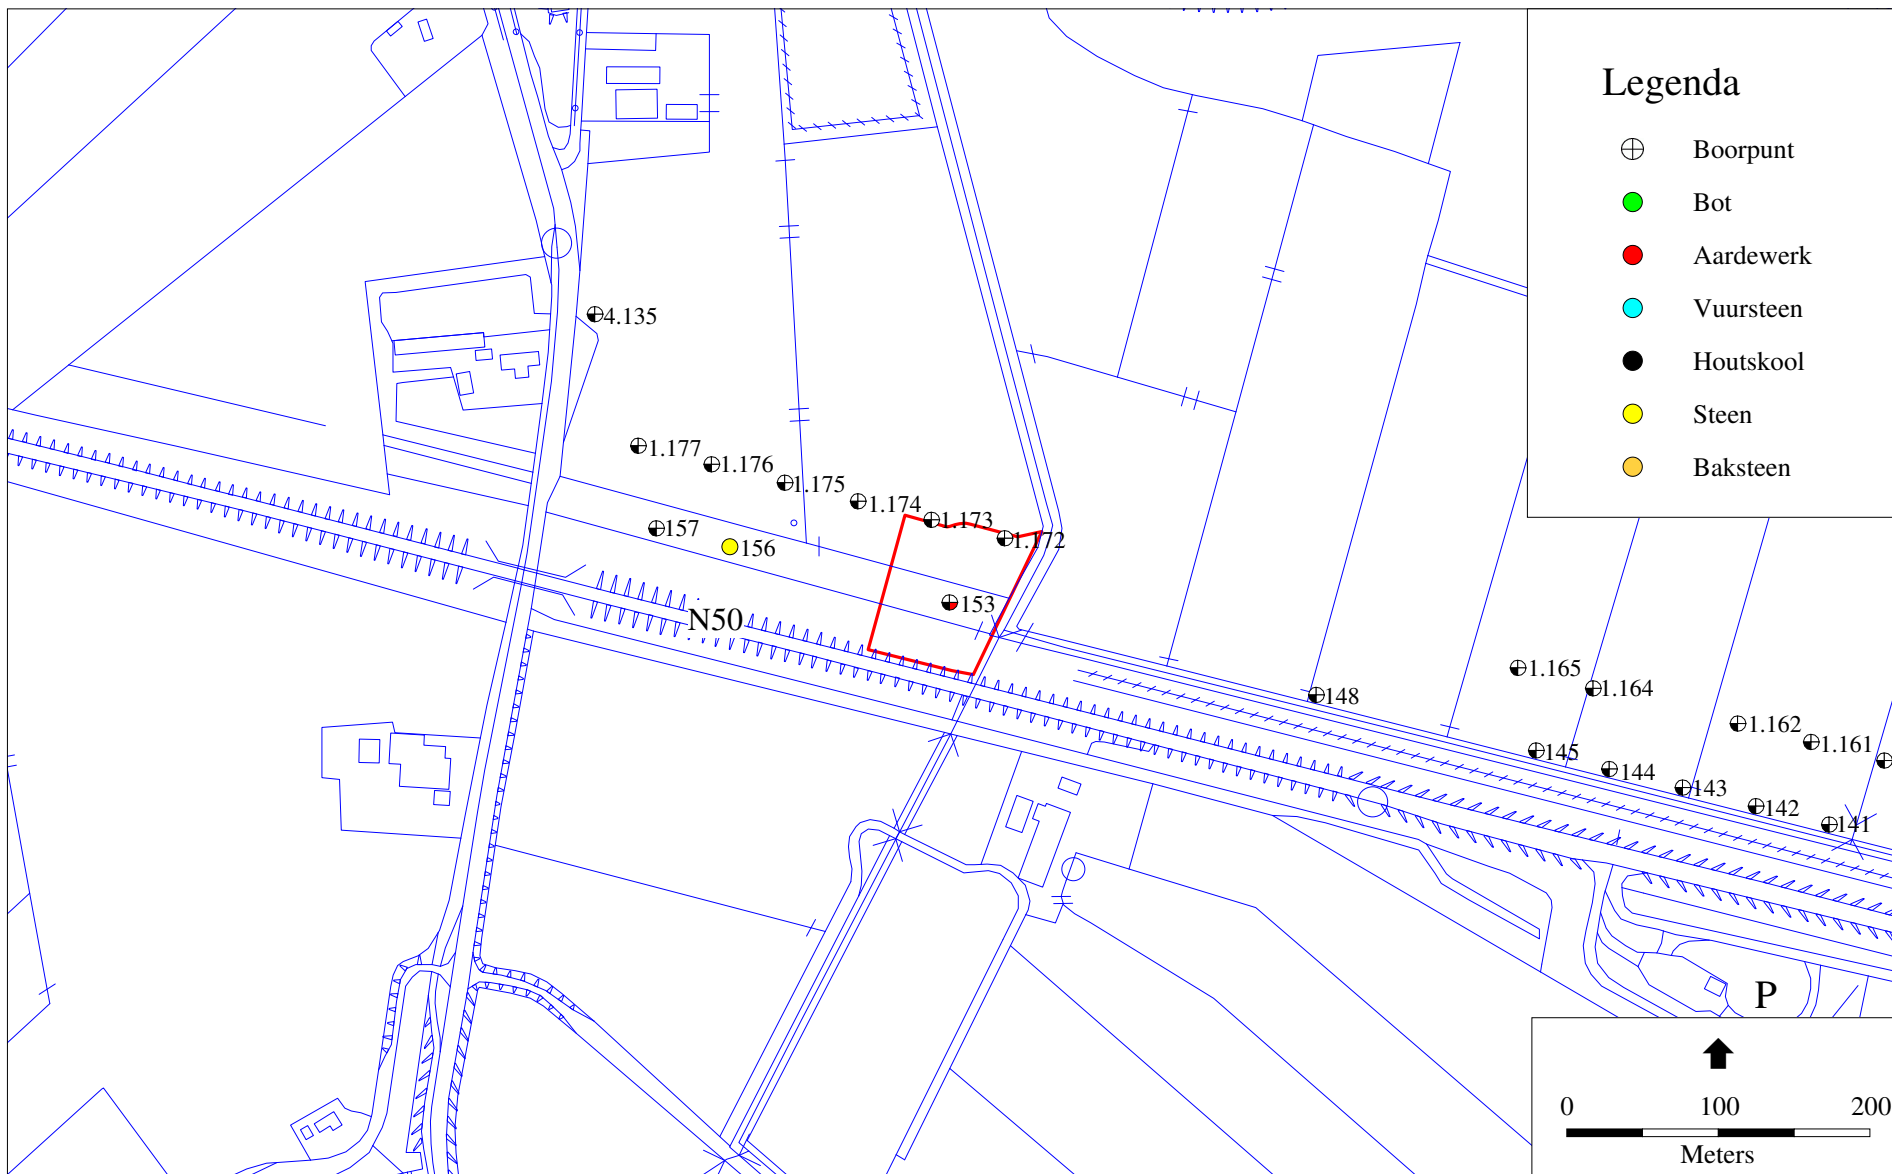 Legenda
Boorpunt
Bot
Aardewerk
Vuursteen
Houtskool
Steen
Baksteen
4.135
1.177
1.176
1.175
1.174
1.173
1.172
157
156
153
N50
148
1.165
1.164
1.162
1.161
145
144
143
142
141
P
0 100 200
Meters